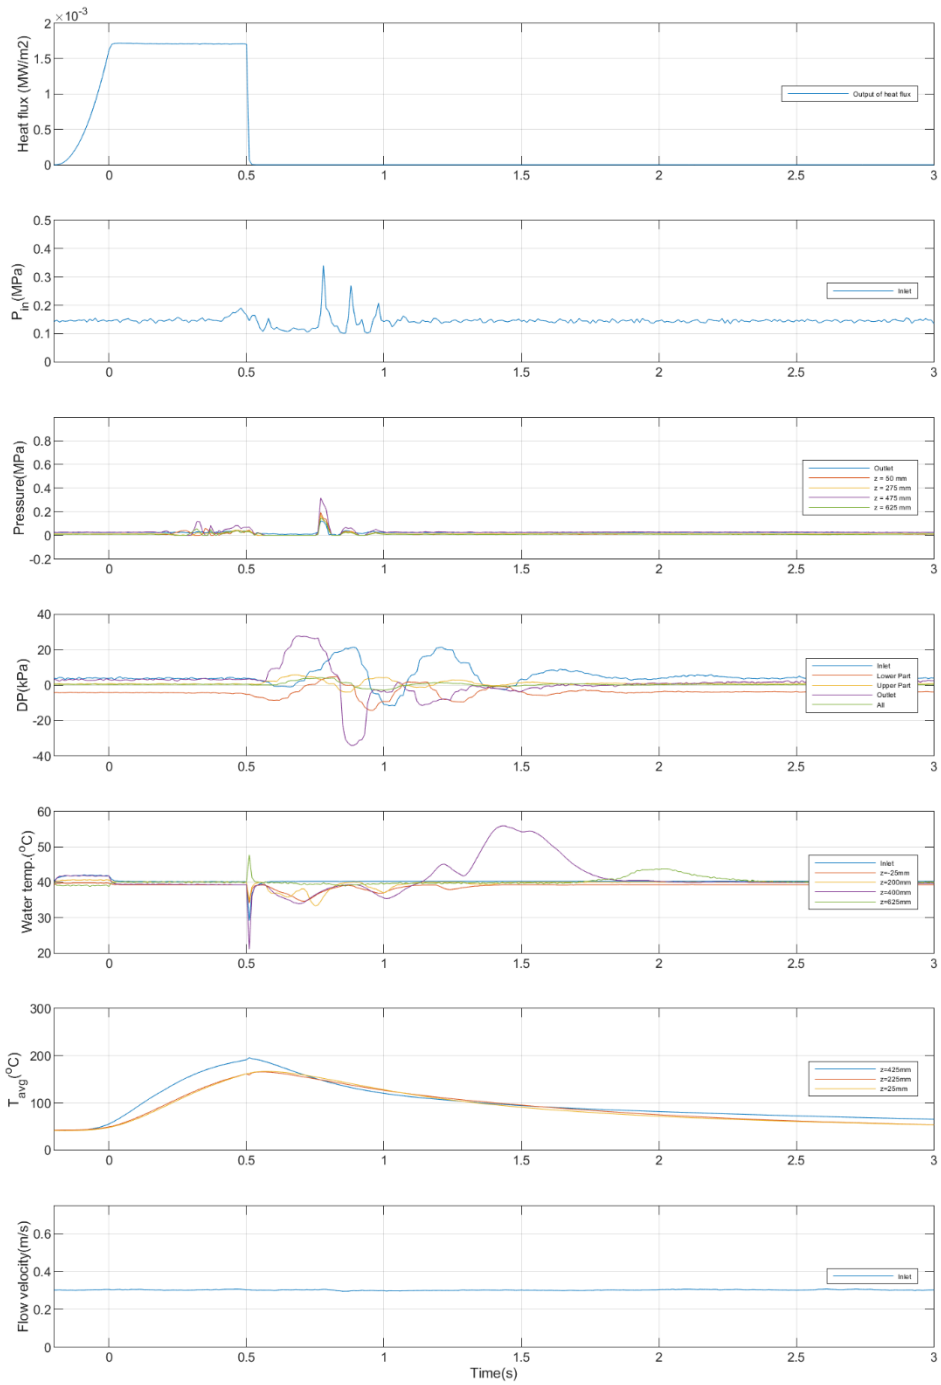 ×10⁻³
2
1.5
1
0.5
0
Heat flux (MW/m2)
Output of heat flux
0 0.5 1 1.5 2 2.5 3
0.5
0.4
0.3
0.2
0.1
0
P_in(MPa)
Inlet
0 0.5 1 1.5 2 2.5 3
0.8
0.6
0.4
0.2
0
-0.2
Pressure(MPa)
Outlet
z = 50 mm
z = 275 mm
z = 475 mm
z = 625 mm
0 0.5 1 1.5 2 2.5 3
40
20
0
-20
-40
DP(kPa)
Inlet
Lower Part
Upper Part
Outlet
All
0 0.5 1 1.5 2 2.5 3
60
50
40
30
20
Water temp.(°C)
Inlet
z=-25mm
z=200mm
z=400mm
z=625mm
0 0.5 1 1.5 2 2.5 3
300
200
100
0
T_avg(°C)
z=425mm
z=225mm
z=25mm
0 0.5 1 1.5 2 2.5 3
0.6
0.4
0.2
0
Flow velocity(m/s)
Inlet
0 0.5 1 1.5 2 2.5 3
Time(s)